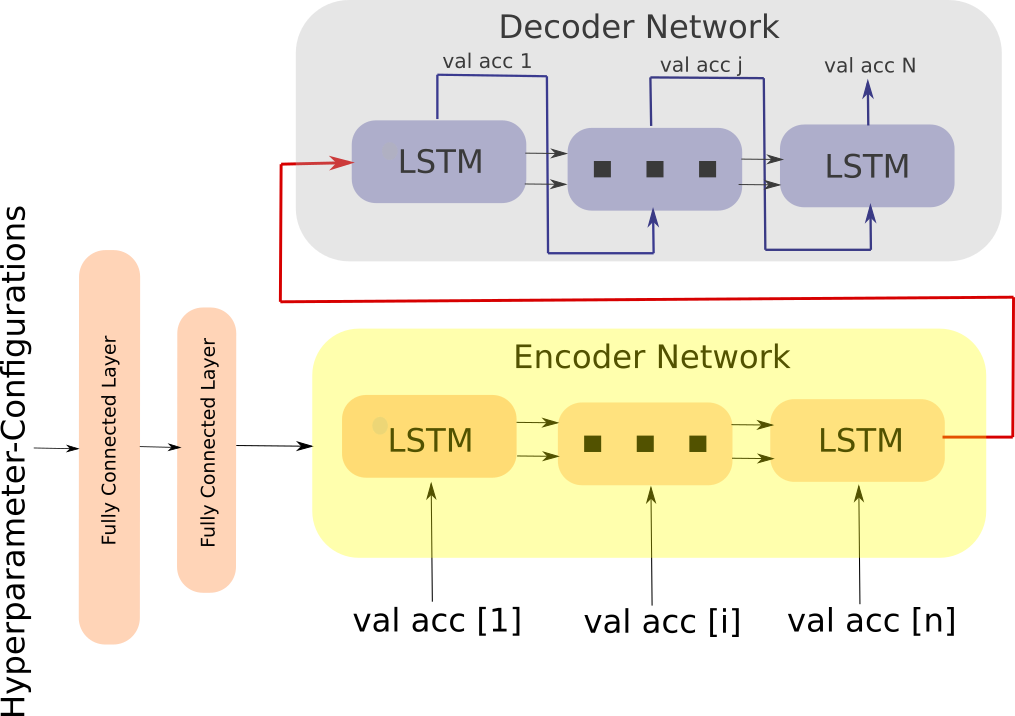 Decoder Network
val acc 1
val acc j
val acc N
LSTM
LSTM
Hyperparameter-Configurations
Fully Connected Layer
Fully Connected Layer
Encoder Network
LSTM
LSTM
val acc [1]
val acc [i]
val acc [n]